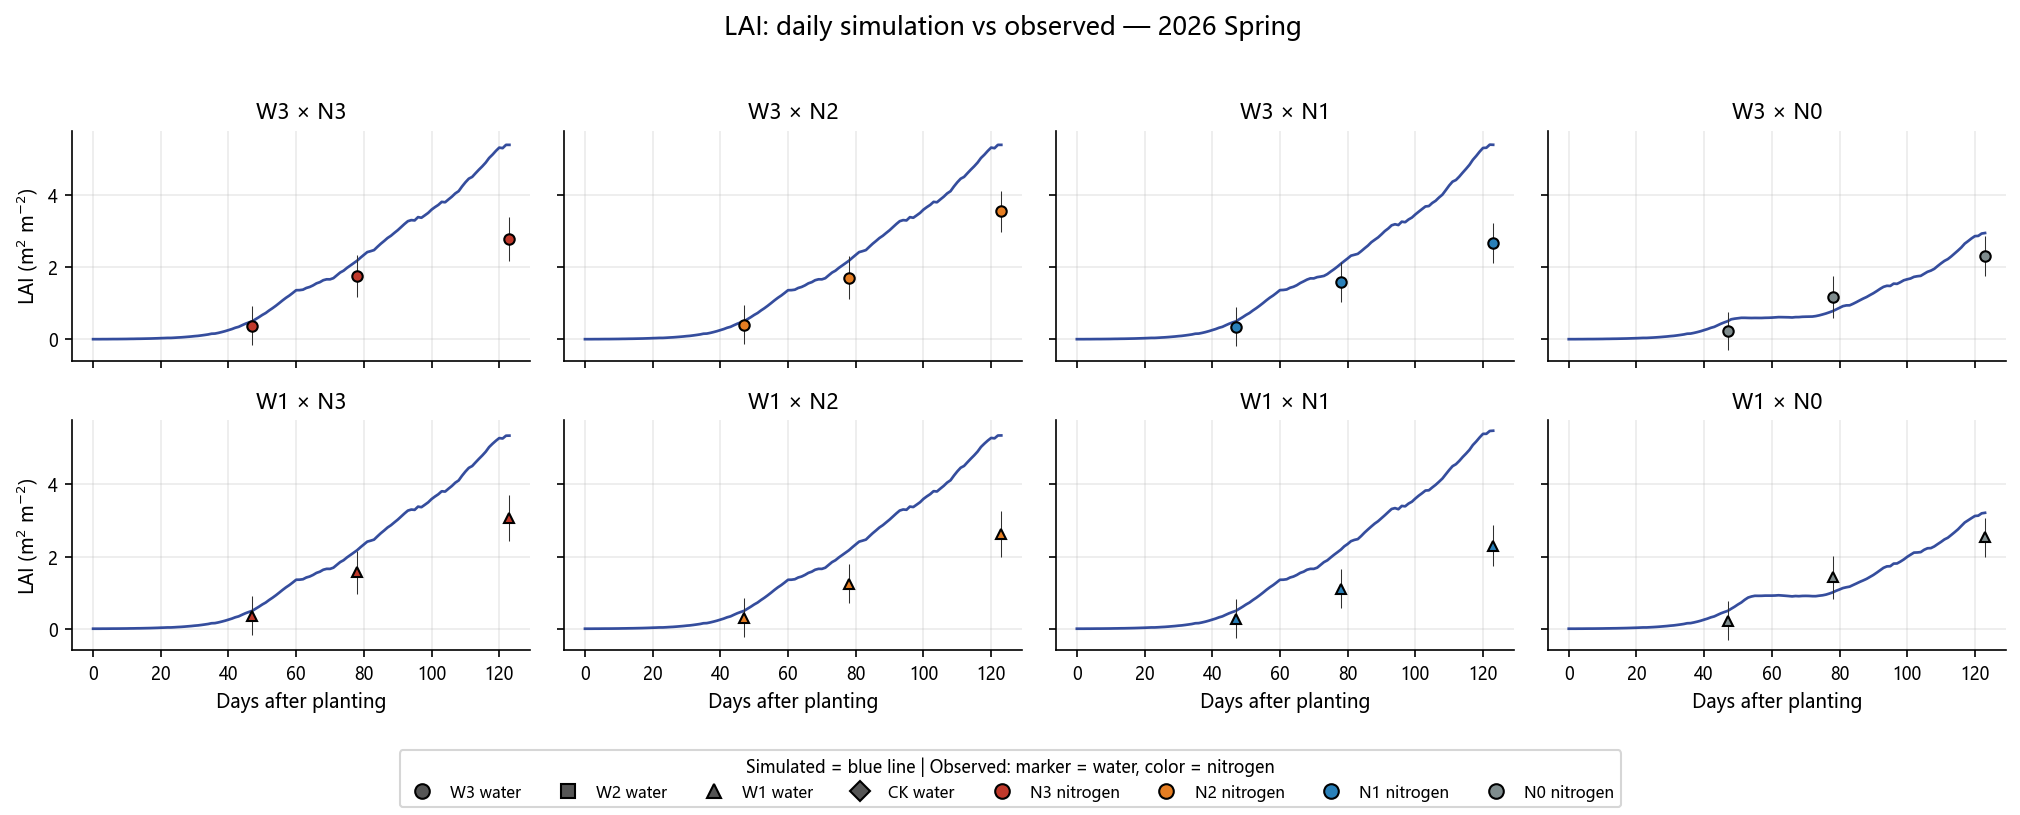 LAI: daily simulation vs observed — 2026 Spring
W3 × N3
W3 × N2
W3 × N1
W3 × N0
LAI (m² m⁻²)
4
2
0
W1 × N3
W1 × N2
W1 × N1
W1 × N0
LAI (m² m⁻²)
4
2
0
0 20 40 60 80 100 120
0 20 40 60 80 100 120
0 20 40 60 80 100 120
0 20 40 60 80 100 120
Days after planting
Days after planting
Days after planting
Days after planting
Simulated = blue line | Observed: marker = water, color = nitrogen
W3 water W2 water W1 water CK water N3 nitrogen N2 nitrogen N1 nitrogen N0 nitrogen